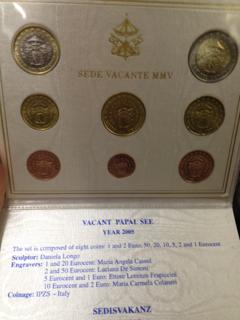 SEDE VACANTE MMV
VACANT PAPAL SEE
YEAR 2005
The set is composed of eight coins: 1 and 2 Euro; 50, 20, 10, 5, 2 and 1 Eurocent
Sculptor: Daniela Longo
Engravers: 1 and 20 Eurocent: Maria Angela Cassol
2 and 50 Eurocent: Luciana De Simoni
5 Eurocent and 1 Euro: Ettore Lorenzo Frapiccini
10 Eurocent and 2 Euro: Maria Carmela Colaneri
Coinage: IPZS - Italy
SEDISVAKANZ